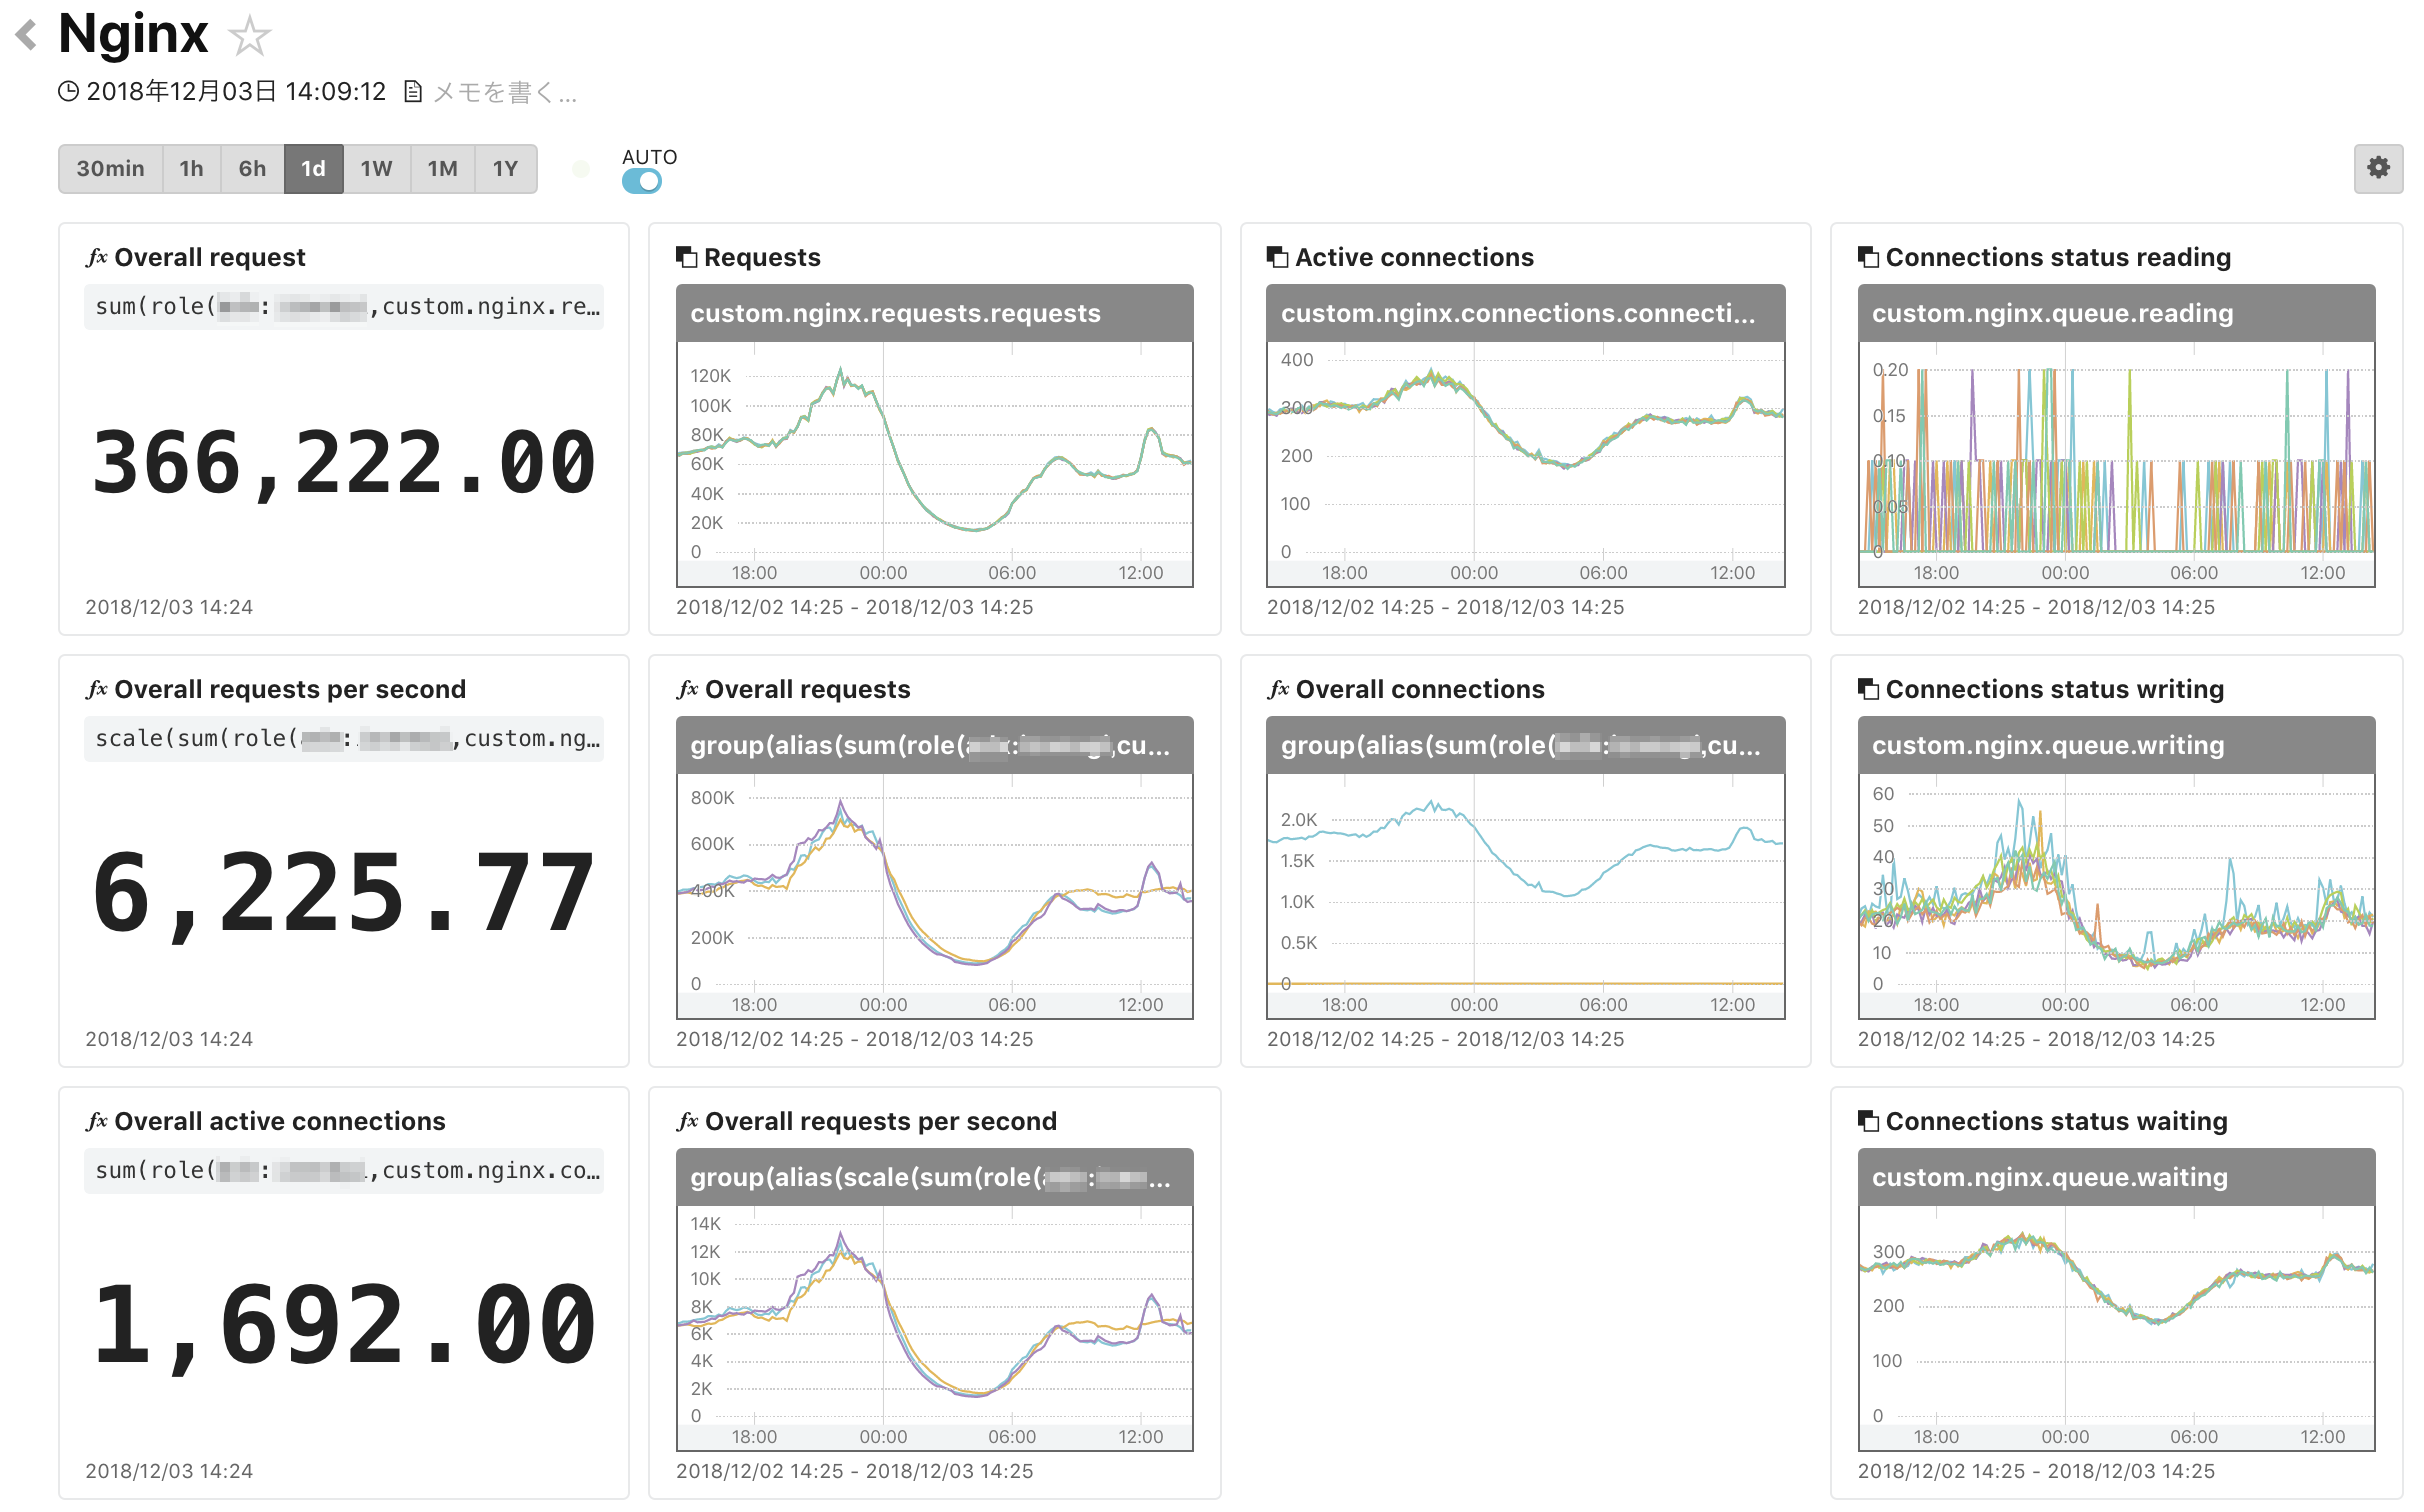 Nginx
2018年12月03日 14:09:12 メモを書く...
30min 1h 6h 1d 1W 1M 1Y
AUTO
fx Overall request
sum(role( : ,custom.nginx.re…
366,222.00
2018/12/03 14:24
Requests
custom.nginx.requests.requests
120K
100K
80K
60K
40K
20K
0
18:00 00:00 06:00 12:00
2018/12/02 14:25 - 2018/12/03 14:25
Active connections
custom.nginx.connections.connecti...
400
300
200
100
0
18:00 00:00 06:00 12:00
2018/12/02 14:25 - 2018/12/03 14:25
Connections status reading
custom.nginx.queue.reading
0.20
0.15
0.10
0.05
0
18:00 00:00 06:00 12:00
2018/12/02 14:25 - 2018/12/03 14:25
fx Overall requests per second
scale(sum(role( : ,custom.ng…
6,225.77
2018/12/03 14:24
fx Overall requests
group(alias(sum(role( : ,cu...
800K
600K
400K
200K
0
18:00 00:00 06:00 12:00
2018/12/02 14:25 - 2018/12/03 14:25
fx Overall connections
group(alias(sum(role( : ,cu...
2.0K
1.5K
1.0K
0.5K
0
18:00 00:00 06:00 12:00
2018/12/02 14:25 - 2018/12/03 14:25
Connections status writing
custom.nginx.queue.writing
60
50
40
30
20
10
0
18:00 00:00 06:00 12:00
2018/12/02 14:25 - 2018/12/03 14:25
fx Overall active connections
sum(role( : ,custom.nginx.co…
1,692.00
2018/12/03 14:24
fx Overall requests per second
group(alias(scale(sum(role( : ...
14K
12K
10K
8K
6K
4K
2K
0
18:00 00:00 06:00 12:00
2018/12/02 14:25 - 2018/12/03 14:25
Connections status waiting
custom.nginx.queue.waiting
300
200
100
0
18:00 00:00 06:00 12:00
2018/12/02 14:25 - 2018/12/03 14:25